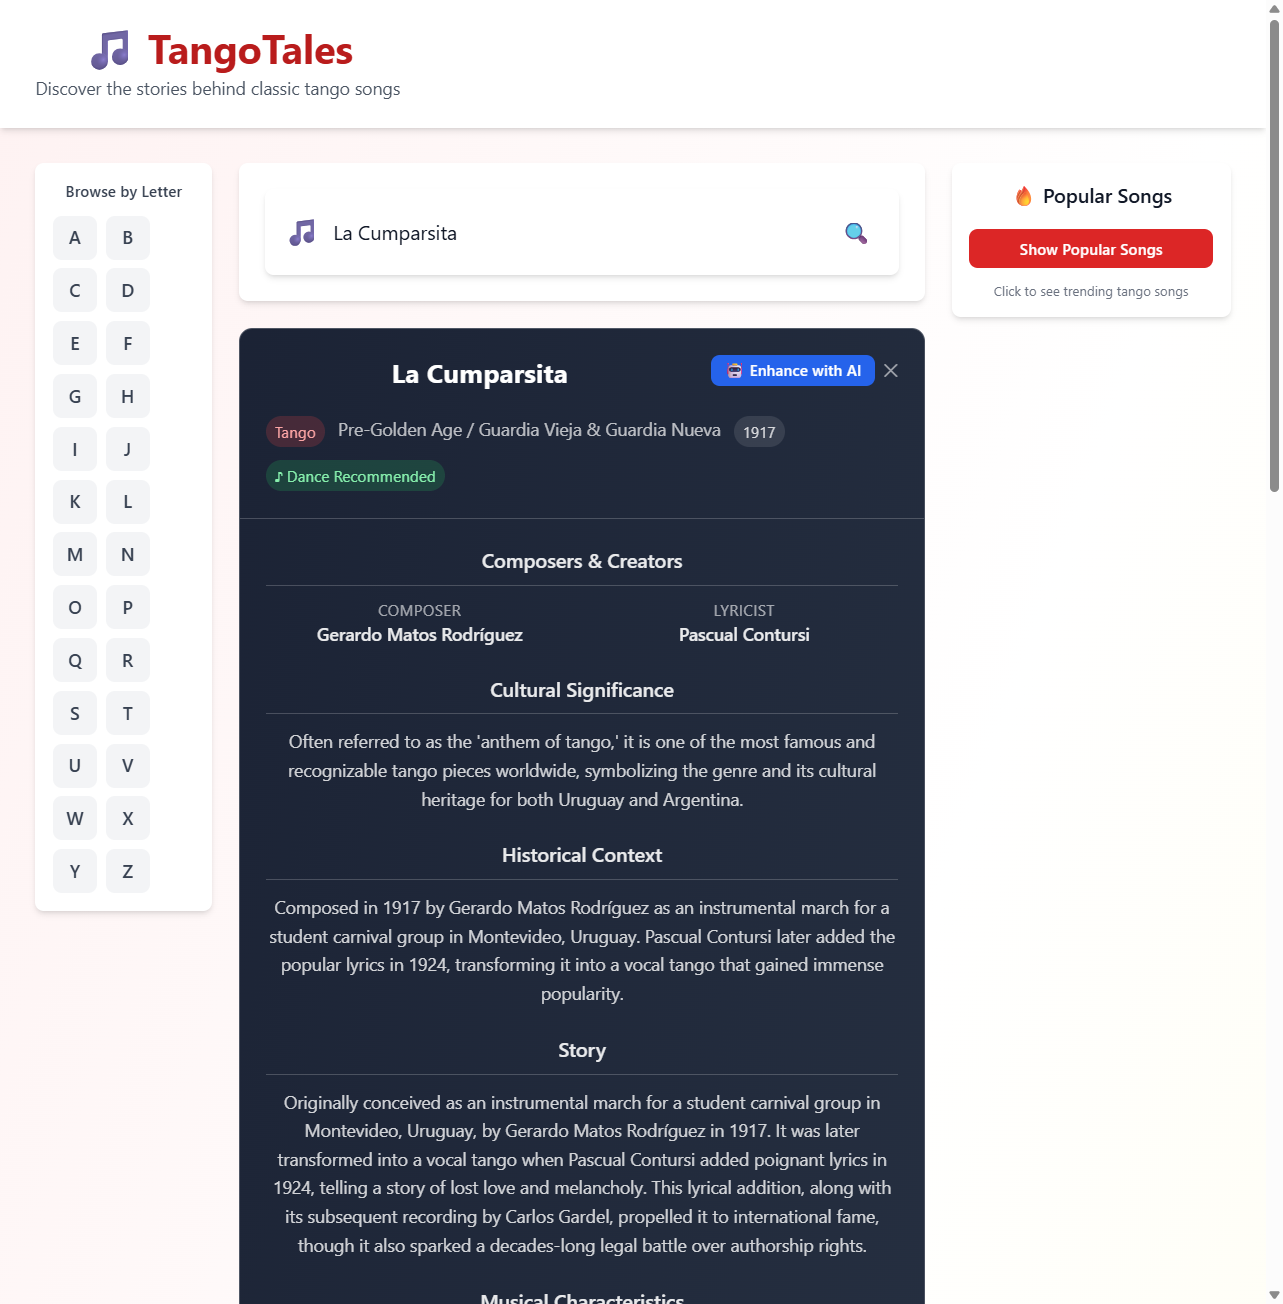 TangoTales
Discover the stories behind classic tango songs
Browse by Letter
A B
C D
E F
G H
I J
K L
M N
O P
Q R
S T
U V
W X
Y Z
La Cumparsita
La Cumparsita
Enhance with AI
Tango Pre-Golden Age / Guardia Vieja & Guardia Nueva 1917
♪ Dance Recommended
Composers & Creators
COMPOSER
Gerardo Matos Rodríguez
LYRICIST
Pascual Contursi
Cultural Significance
Often referred to as the 'anthem of tango,' it is one of the most famous and
recognizable tango pieces worldwide, symbolizing the genre and its cultural
heritage for both Uruguay and Argentina.
Historical Context
Composed in 1917 by Gerardo Matos Rodríguez as an instrumental march for a
student carnival group in Montevideo, Uruguay. Pascual Contursi later added the
popular lyrics in 1924, transforming it into a vocal tango that gained immense
popularity.
Story
Originally conceived as an instrumental march for a student carnival group in
Montevideo, Uruguay, by Gerardo Matos Rodríguez in 1917. It was later
transformed into a vocal tango when Pascual Contursi added poignant lyrics in
1924, telling a story of lost love and melancholy. This lyrical addition, along with
its subsequent recording by Carlos Gardel, propelled it to international fame,
though it also sparked a decades-long legal battle over authorship rights.
Musical Characteristics
Popular Songs
Show Popular Songs
Click to see trending tango songs